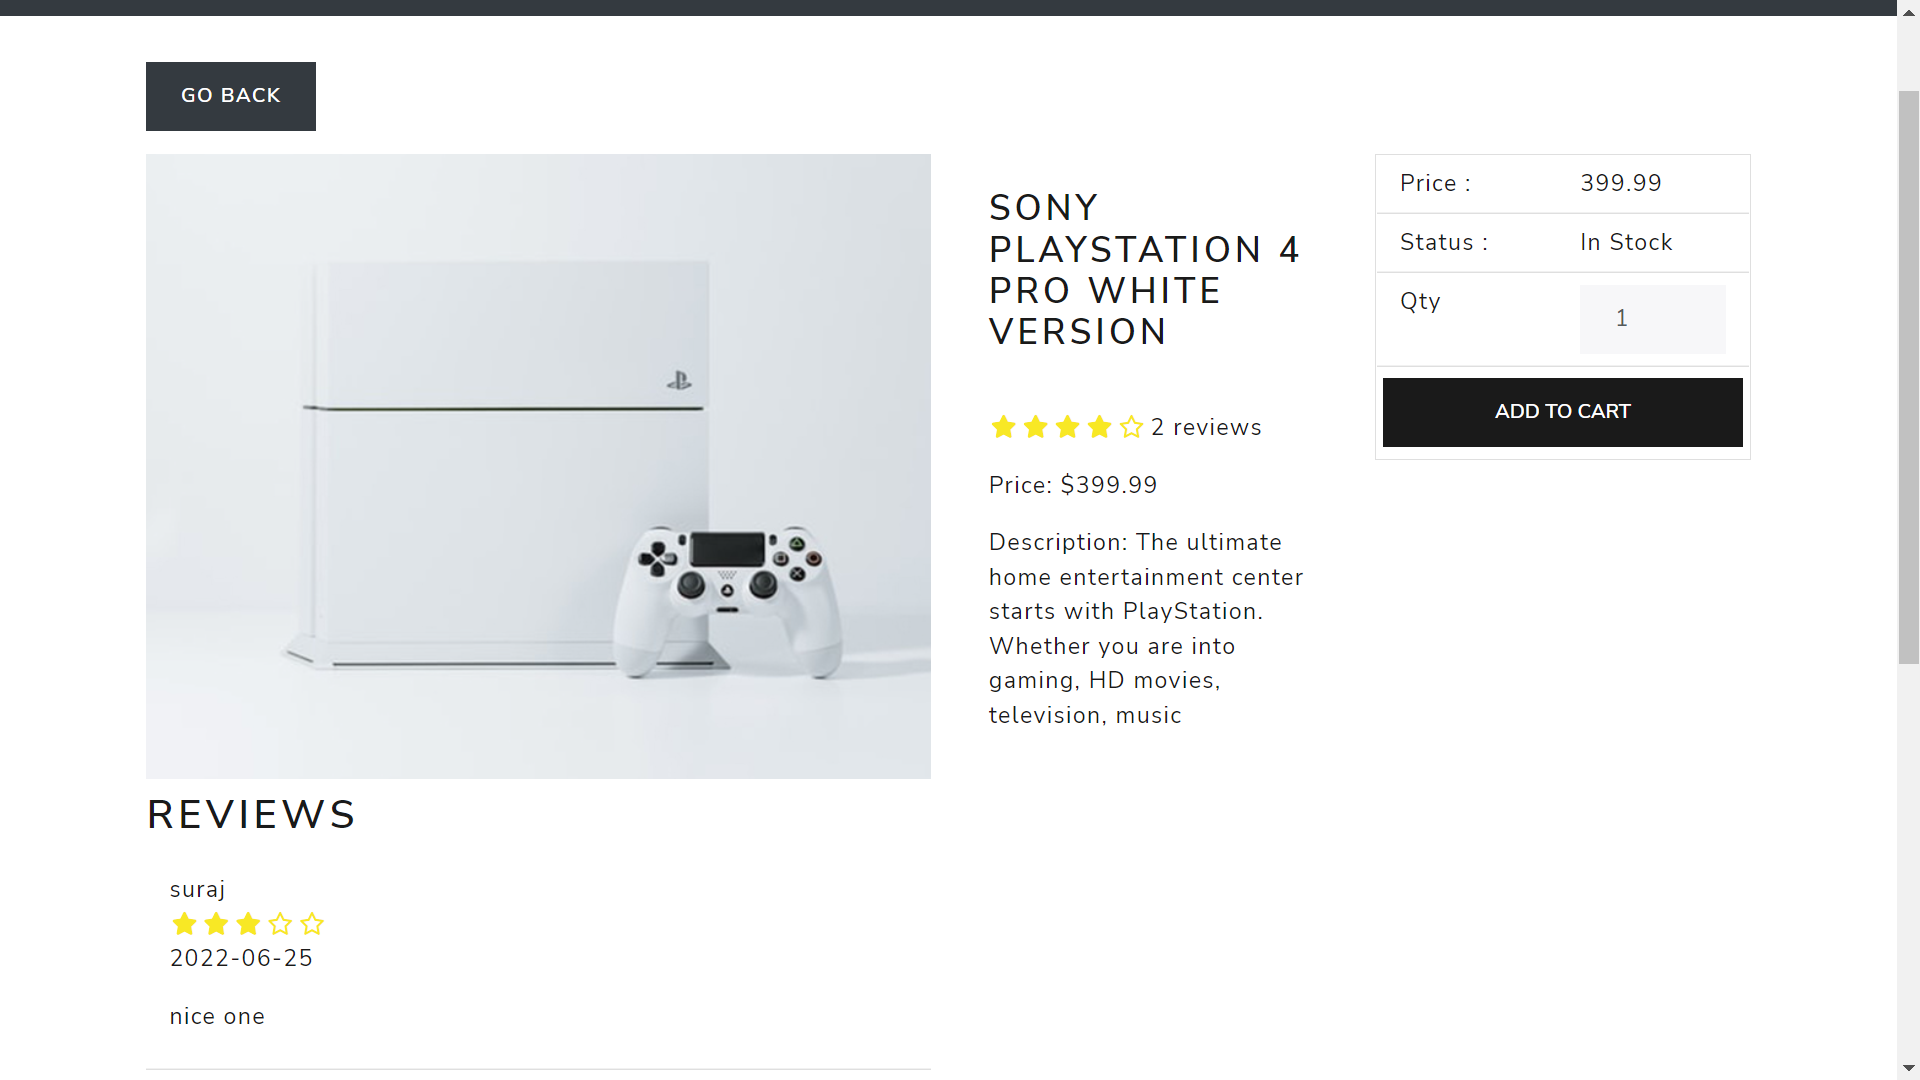 GO BACK
SONY
PLAYSTATION 4
PRO WHITE
VERSION
2 reviews
Price: $399.99
Description: The ultimate
home entertainment center
starts with PlayStation.
Whether you are into
gaming, HD movies,
television, music
Price : 399.99
Status : In Stock
Qty 1
ADD TO CART
REVIEWS
suraj
2022-06-25
nice one